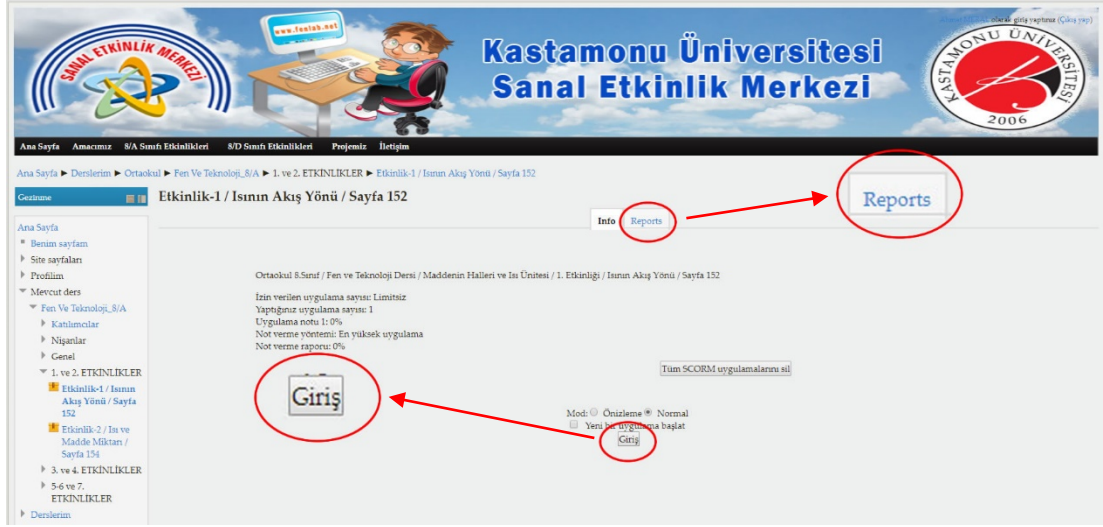 SANAL ETKİNLİK MERKEZİ
www.fenlab.net
Kastamonu Üniversitesi
Sanal Etkinlik Merkezi
olarak giriş yaptınız (Çıkış yap)
KASTAMONU ÜNİVERSİTESİ
2006
Ana Sayfa Amacımız 8/A Sınıfı Etkinlikleri 8/D Sınıfı Etkinlikleri Projemiz İletişim
Ana Sayfa ► Derslerim ► Ortaokul ► Fen Ve Teknoloji_8/A ► 1. ve 2. ETKİNLİKLER ► Etkinlik-1 / Isının Akış Yönü / Sayfa 152
Gezinme
Etkinlik-1 / Isının Akış Yönü / Sayfa 152
Info Reports
Reports
Ana Sayfa
Benim sayfam
Site sayfaları
Profilim
Mevcut ders
Fen Ve Teknoloji_8/A
Katılımcılar
Nişanlar
Genel
1. ve 2. ETKİNLİKLER
Etkinlik-1 / Isının
Akış Yönü / Sayfa
152
Etkinlik-2 / Isı ve
Madde Miktarı /
Sayfa 154
3. ve 4. ETKİNLİKLER
5-6 ve 7.
ETKİNLİKLER
Derslerim
Ortaokul 8.Sınıf / Fen ve Teknoloji Dersi / Maddenin Halleri ve Isı Ünitesi / 1. Etkinliği / Isının Akış Yönü / Sayfa 152
İzin verilen uygulama sayısı: Limitsiz
Yaptığınız uygulama sayısı: 1
Uygulama notu 1: 0%
Not verme yöntemi: En yüksek uygulama
Not verme raporu: 0%
Tüm SCORM uygulamalarını sil
Giriş
Mod: Önizleme Normal
Yeni bir uygulama başlat
Giriş